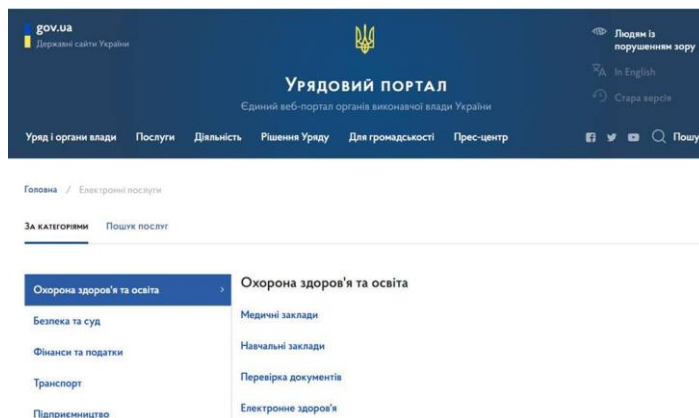 gov.ua
Державні сайти України
Людям із
порушенням зору
In English
Стара версія
Урядовий портал
Єдиний веб-портал органів виконавчої влади України
Уряд і органи влади Послуги Діяльність Рішення Уряду Для громадськості Прес-центр Пошу
Головна / Електронні послуги
За категоріями Пошук послуг
Охорона здоров'я та освіта >
Безпека та суд
Фінанси та податки
Транспорт
Підприємництво
Охорона здоров'я та освіта
Медичні заклади
Навчальні заклади
Перевірка документів
Електронне здоров'я